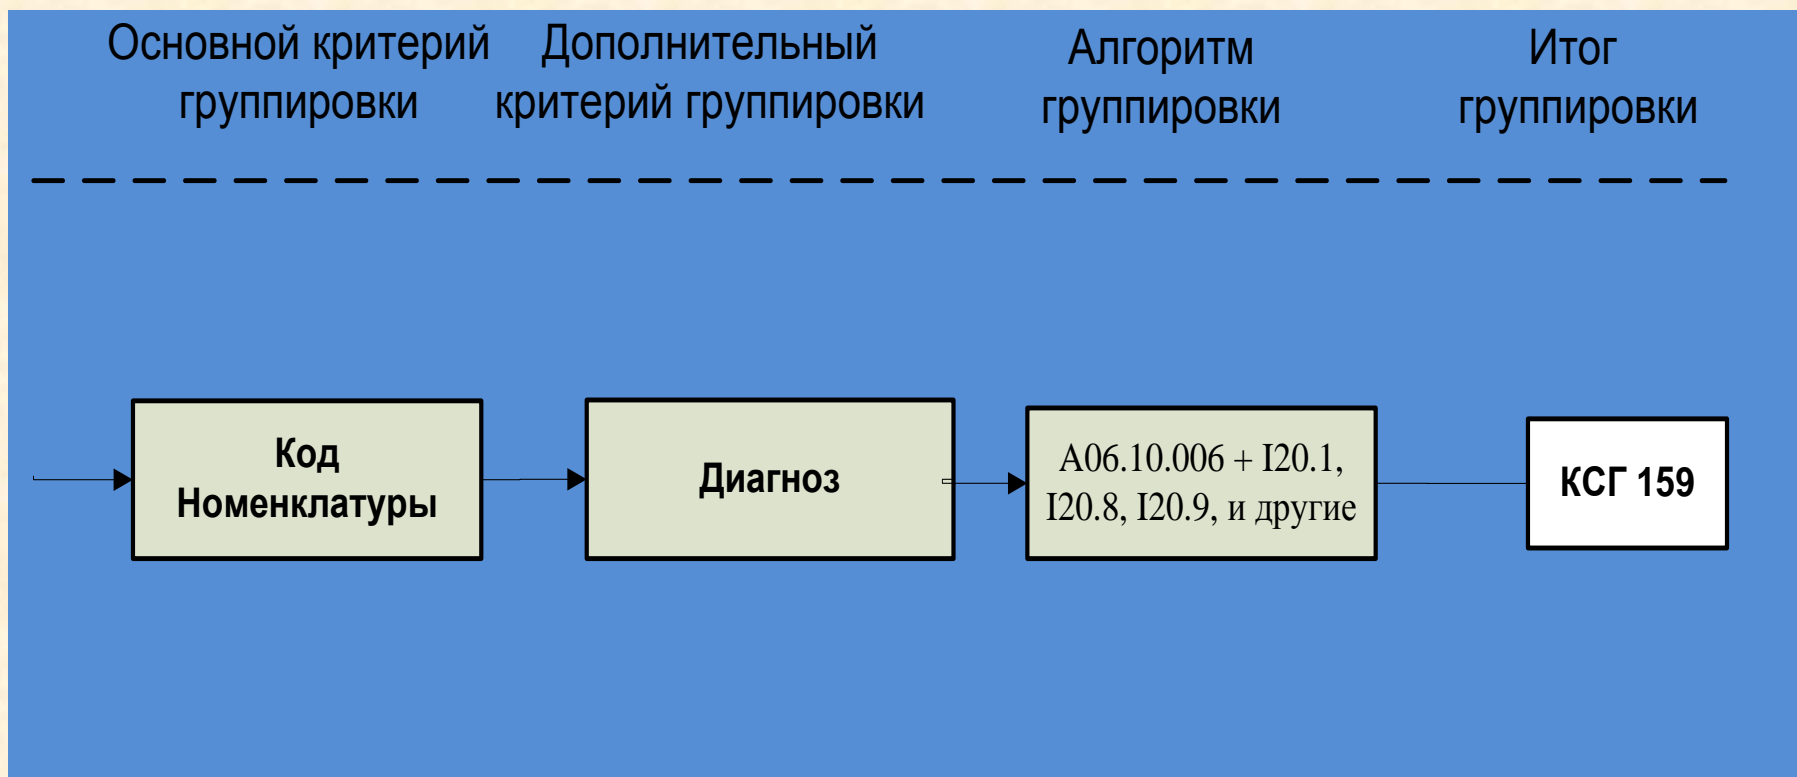 Основной критерий
группировки
Дополнительный
критерий группировки
Алгоритм
группировки
Итог
группировки
Код
Номенклатуры
Диагноз
A06.10.006 + I20.1,
I20.8, I20.9, и другие
КСГ 159